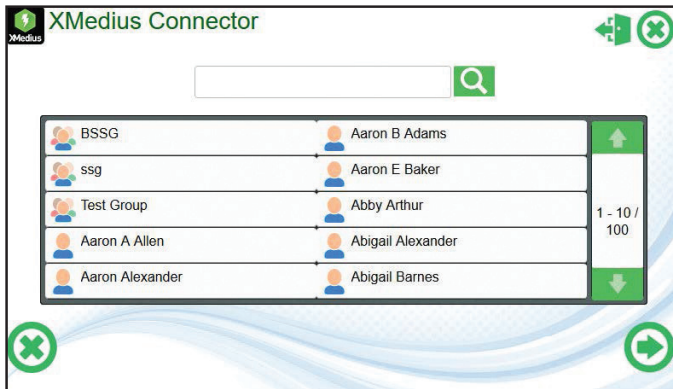 XMedius Connector
XMedius
BSSG
Aaron B Adams
ssg
Aaron E Baker
Test Group
Abby Arthur
1 - 10 /
100
Aaron A Allen
Abigail Alexander
Aaron Alexander
Abigail Barnes